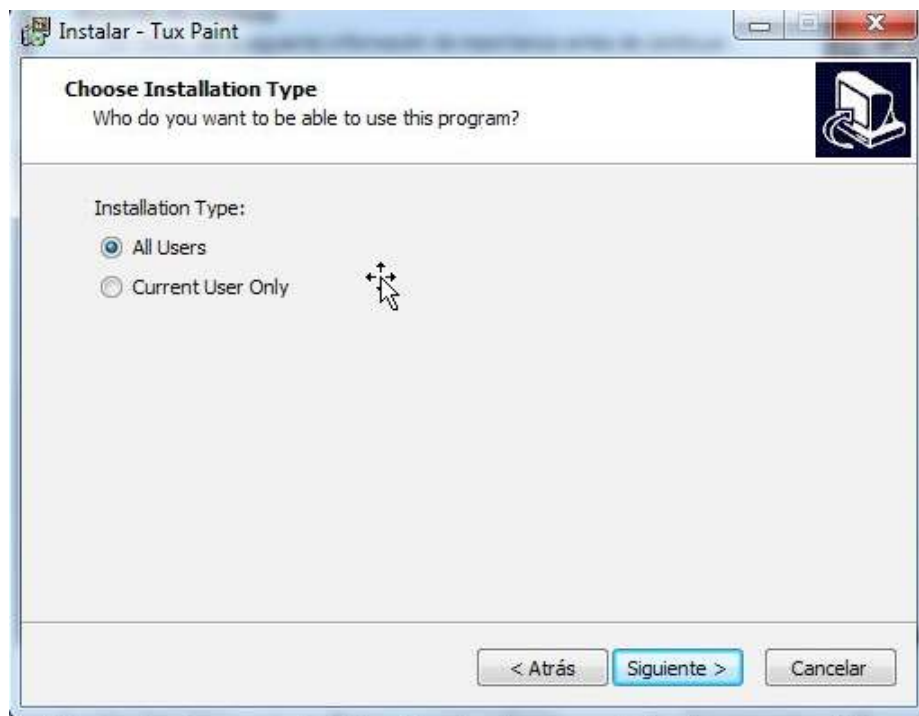 Instalar - Tux Paint
Choose Installation Type
Who do you want to be able to use this program?
Installation Type:
All Users
Current User Only
< Atrás
Siguiente >
Cancelar